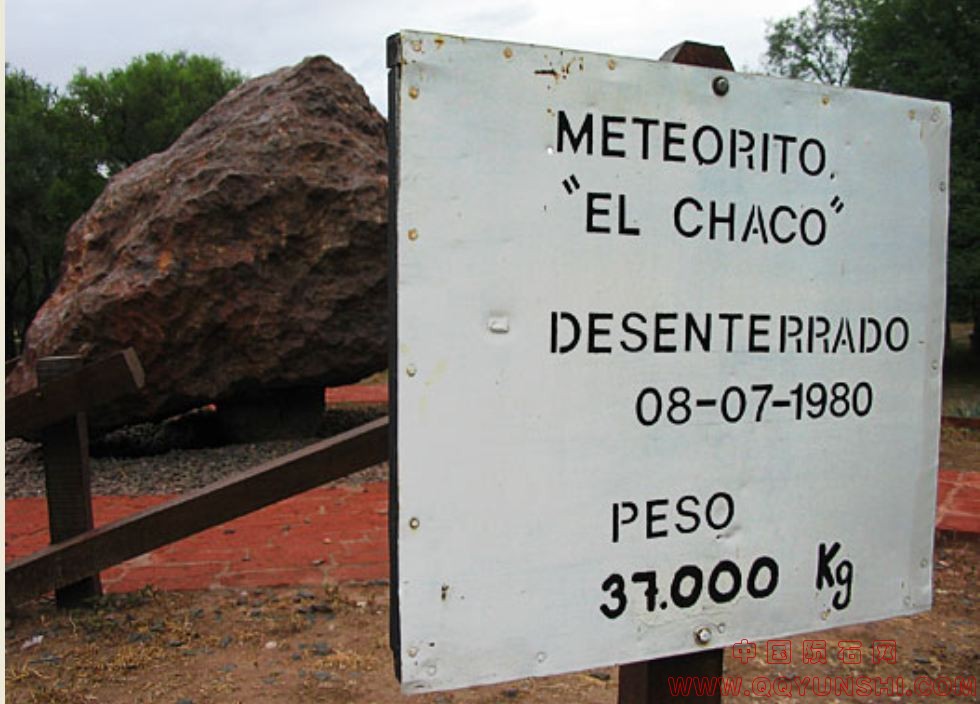 METEORITO.
"EL CHACO"
DESENTERRADO
08-07-1980
PESO
37.000 Kg
中国陨石网
WWW.QQYUNSHI.COM